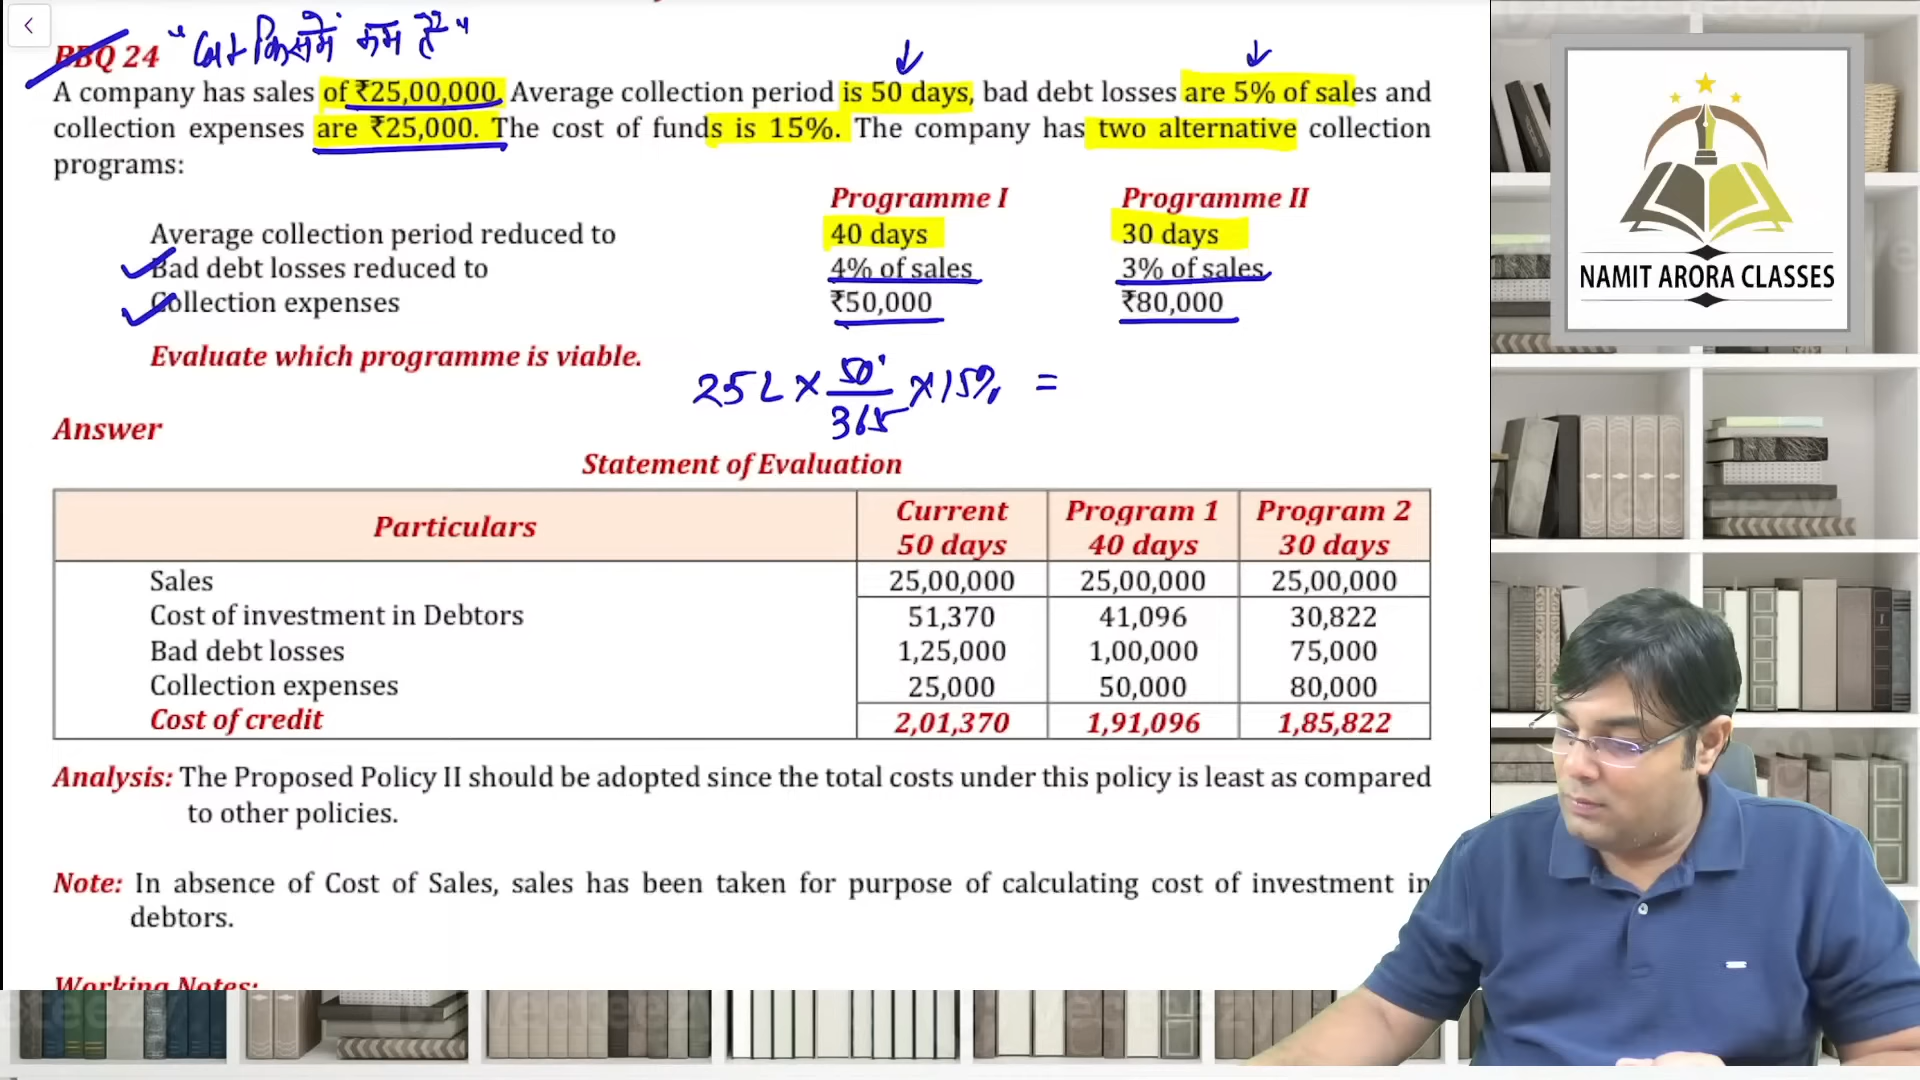 BBQ 24 "Cost किसमें कम है?"
A company has sales of ₹25,00,000. Average collection period is 50 days, bad debt losses are 5% of sales and
collection expenses are ₹25,000. The cost of funds is 15%. The company has two alternative collection
programs:
Programme I Programme II
Average collection period reduced to 40 days 30 days
Bad debt losses reduced to 4% of sales 3% of sales
Collection expenses ₹50,000 ₹80,000
Evaluate which programme is viable.
25L × 50/365 × 15% =
Answer
Statement of Evaluation
Particulars Current 50 days Program 1 40 days Program 2 30 days
Sales 25,00,000 25,00,000 25,00,000
Cost of investment in Debtors 51,370 41,096 30,822
Bad debt losses 1,25,000 1,00,000 75,000
Collection expenses 25,000 50,000 80,000
Cost of credit 2,01,370 1,91,096 1,85,822
Analysis: The Proposed Policy II should be adopted since the total costs under this policy is least as compared
to other policies.
Note: In absence of Cost of Sales, sales has been taken for purpose of calculating cost of investment in
debtors.
Working Notes:
NAMIT ARORA CLASSES